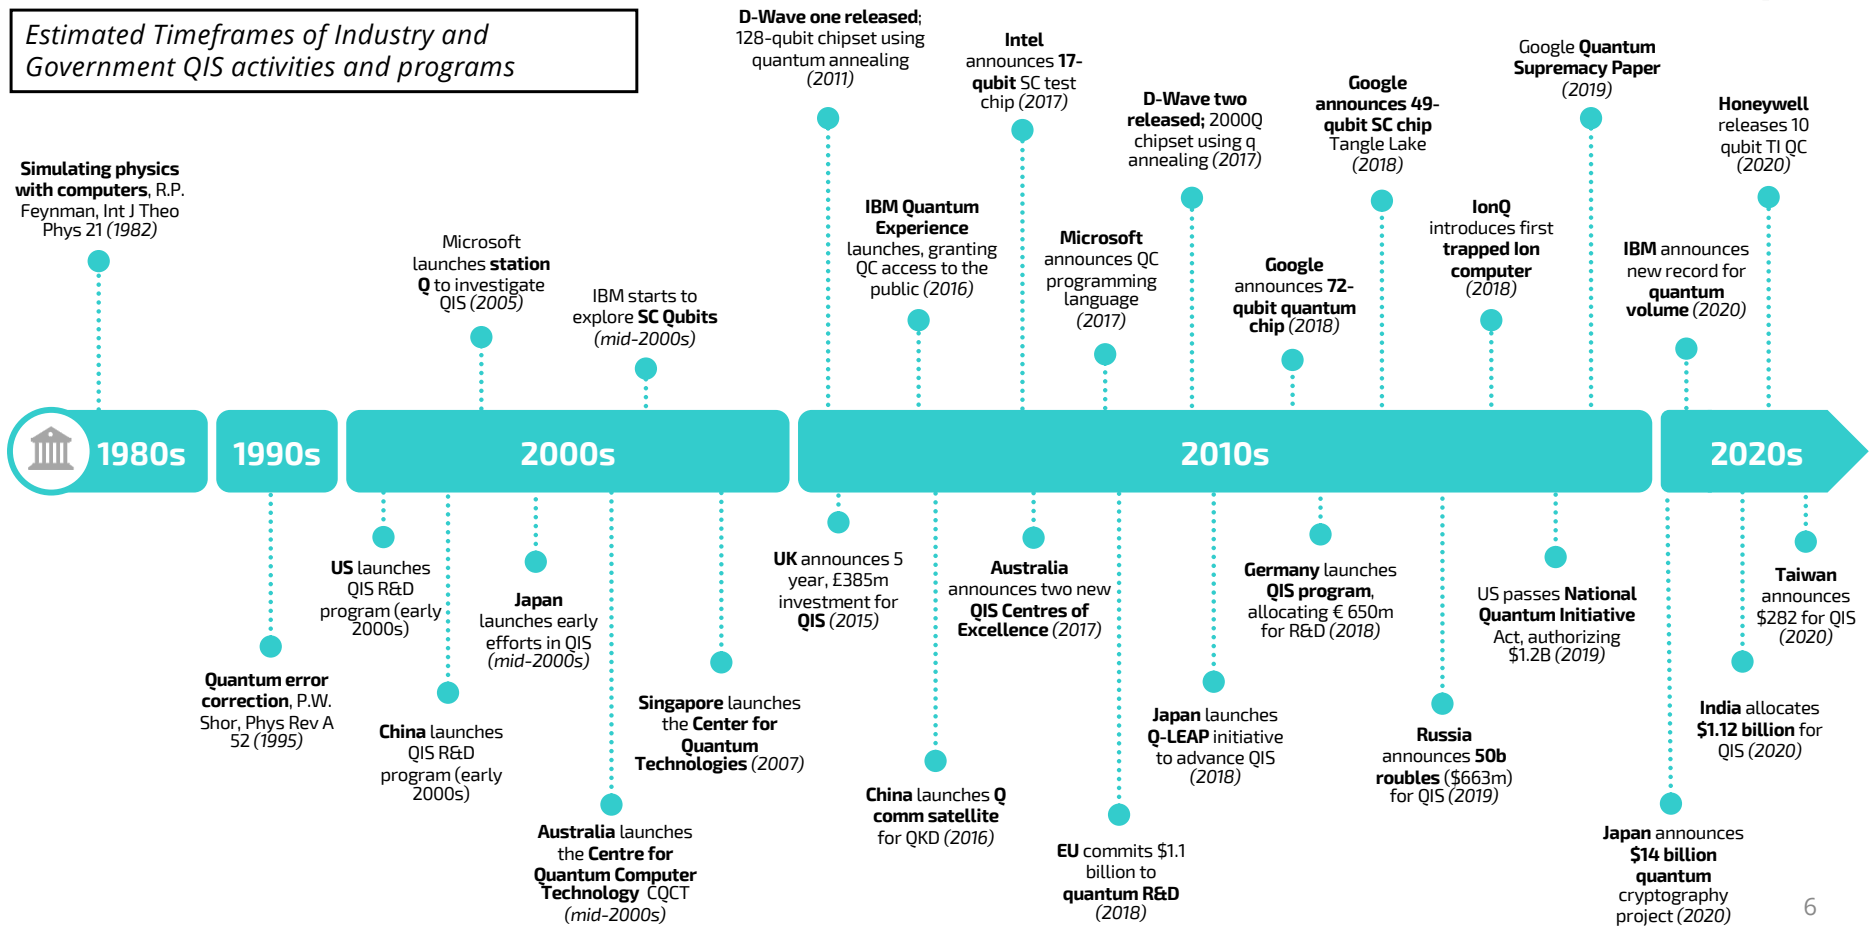 Estimated Timeframes of Industry and
Government QIS activities and programs
Simulating physics
with computers, R.P.
Feynman, Int J Theo
Phys 21 (1982)
Microsoft
launches station
Q to investigate
QIS (2005)
IBM starts to
explore SC Qubits
(mid-2000s)
D-Wave one released;
128-qubit chipset using
quantum annealing
(2011)
IBM Quantum
Experience
launches, granting
QC access to the
public (2016)
Intel
announces 17-
qubit SC test
chip (2017)
Microsoft
announces QC
programming
language
(2017)
D-Wave two
released; 2000Q
chipset using q
annealing (2017)
Google
announces 72-
qubit quantum
chip (2018)
Google
announces 49-
qubit SC chip
Tangle Lake
(2018)
IonQ
introduces first
trapped Ion
computer
(2018)
Google Quantum
Supremacy Paper
(2019)
IBM announces
new record for
quantum
volume (2020)
Honeywell
releases 10
qubit TI QC
(2020)
1980s
1990s
2000s
2010s
2020s
Quantum error
correction, P.W.
Shor, Phys Rev A
52 (1995)
US launches
QIS R&D
program (early
2000s)
China launches
QIS R&D
program (early
2000s)
Japan
launches early
efforts in QIS
(mid-2000s)
Australia launches
the Centre for
Quantum Computer
Technology CQCT
(mid-2000s)
Singapore launches
the Center for
Quantum
Technologies (2007)
UK announces 5
year, £385m
investment for
QIS (2015)
China launches Q
comm satellite
for QKD (2016)
Australia
announces two new
QIS Centres of
Excellence (2017)
EU commits $1.1
billion to
quantum R&D
(2018)
Japan launches
Q-LEAP initiative
to advance QIS
(2018)
Germany launches
QIS program,
allocating € 650m
for R&D (2018)
Russia
announces 50b
roubles ($663m)
for QIS (2019)
US passes National
Quantum Initiative
Act, authorizing
$1.2B (2019)
Japan announces
$14 billion
quantum
cryptography
project (2020)
India allocates
$1.12 billion for
QIS (2020)
Taiwan
announces
$282 for QIS
(2020)
6